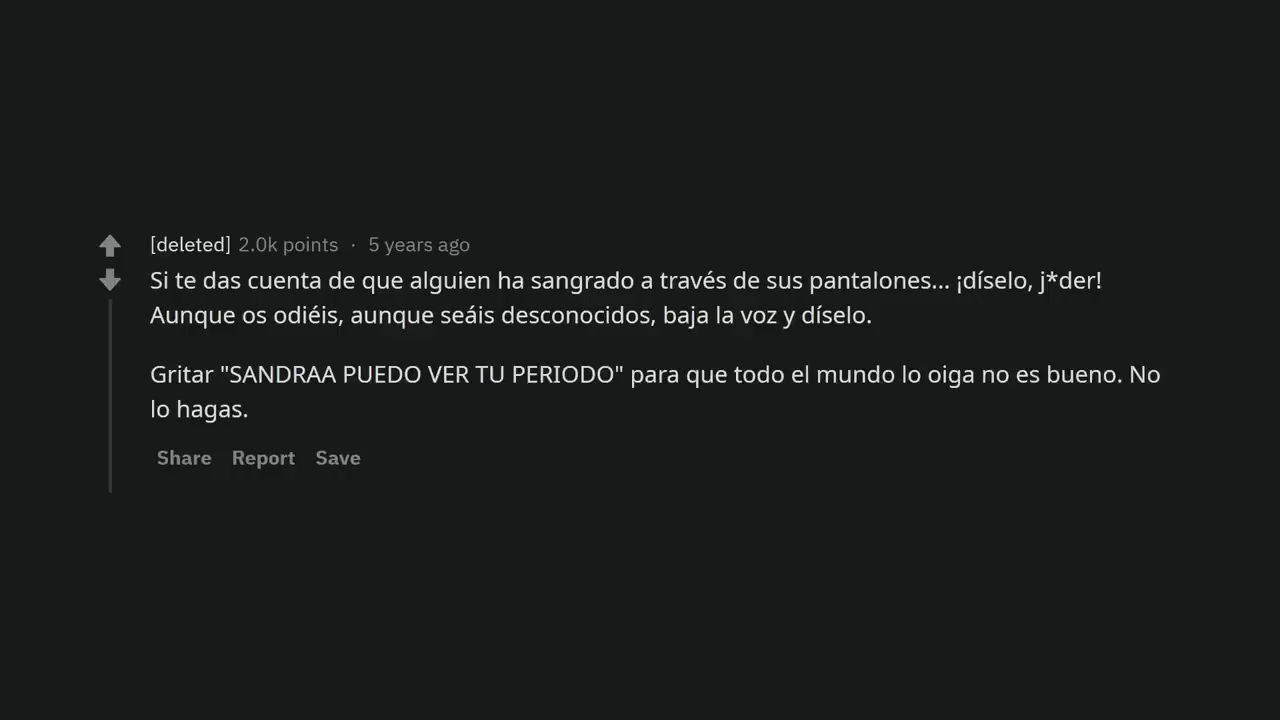 [deleted] 2.0k points · 5 years ago
Si te das cuenta de que alguien ha sangrado a través de sus pantalones... ¡díselo, j*der!
Aunque os odiéis, aunque seáis desconocidos, baja la voz y díselo.
Gritar "SANDRAA PUEDO VER TU PERIODO" para que todo el mundo lo oiga no es bueno. No
lo hagas.
Share Report Save